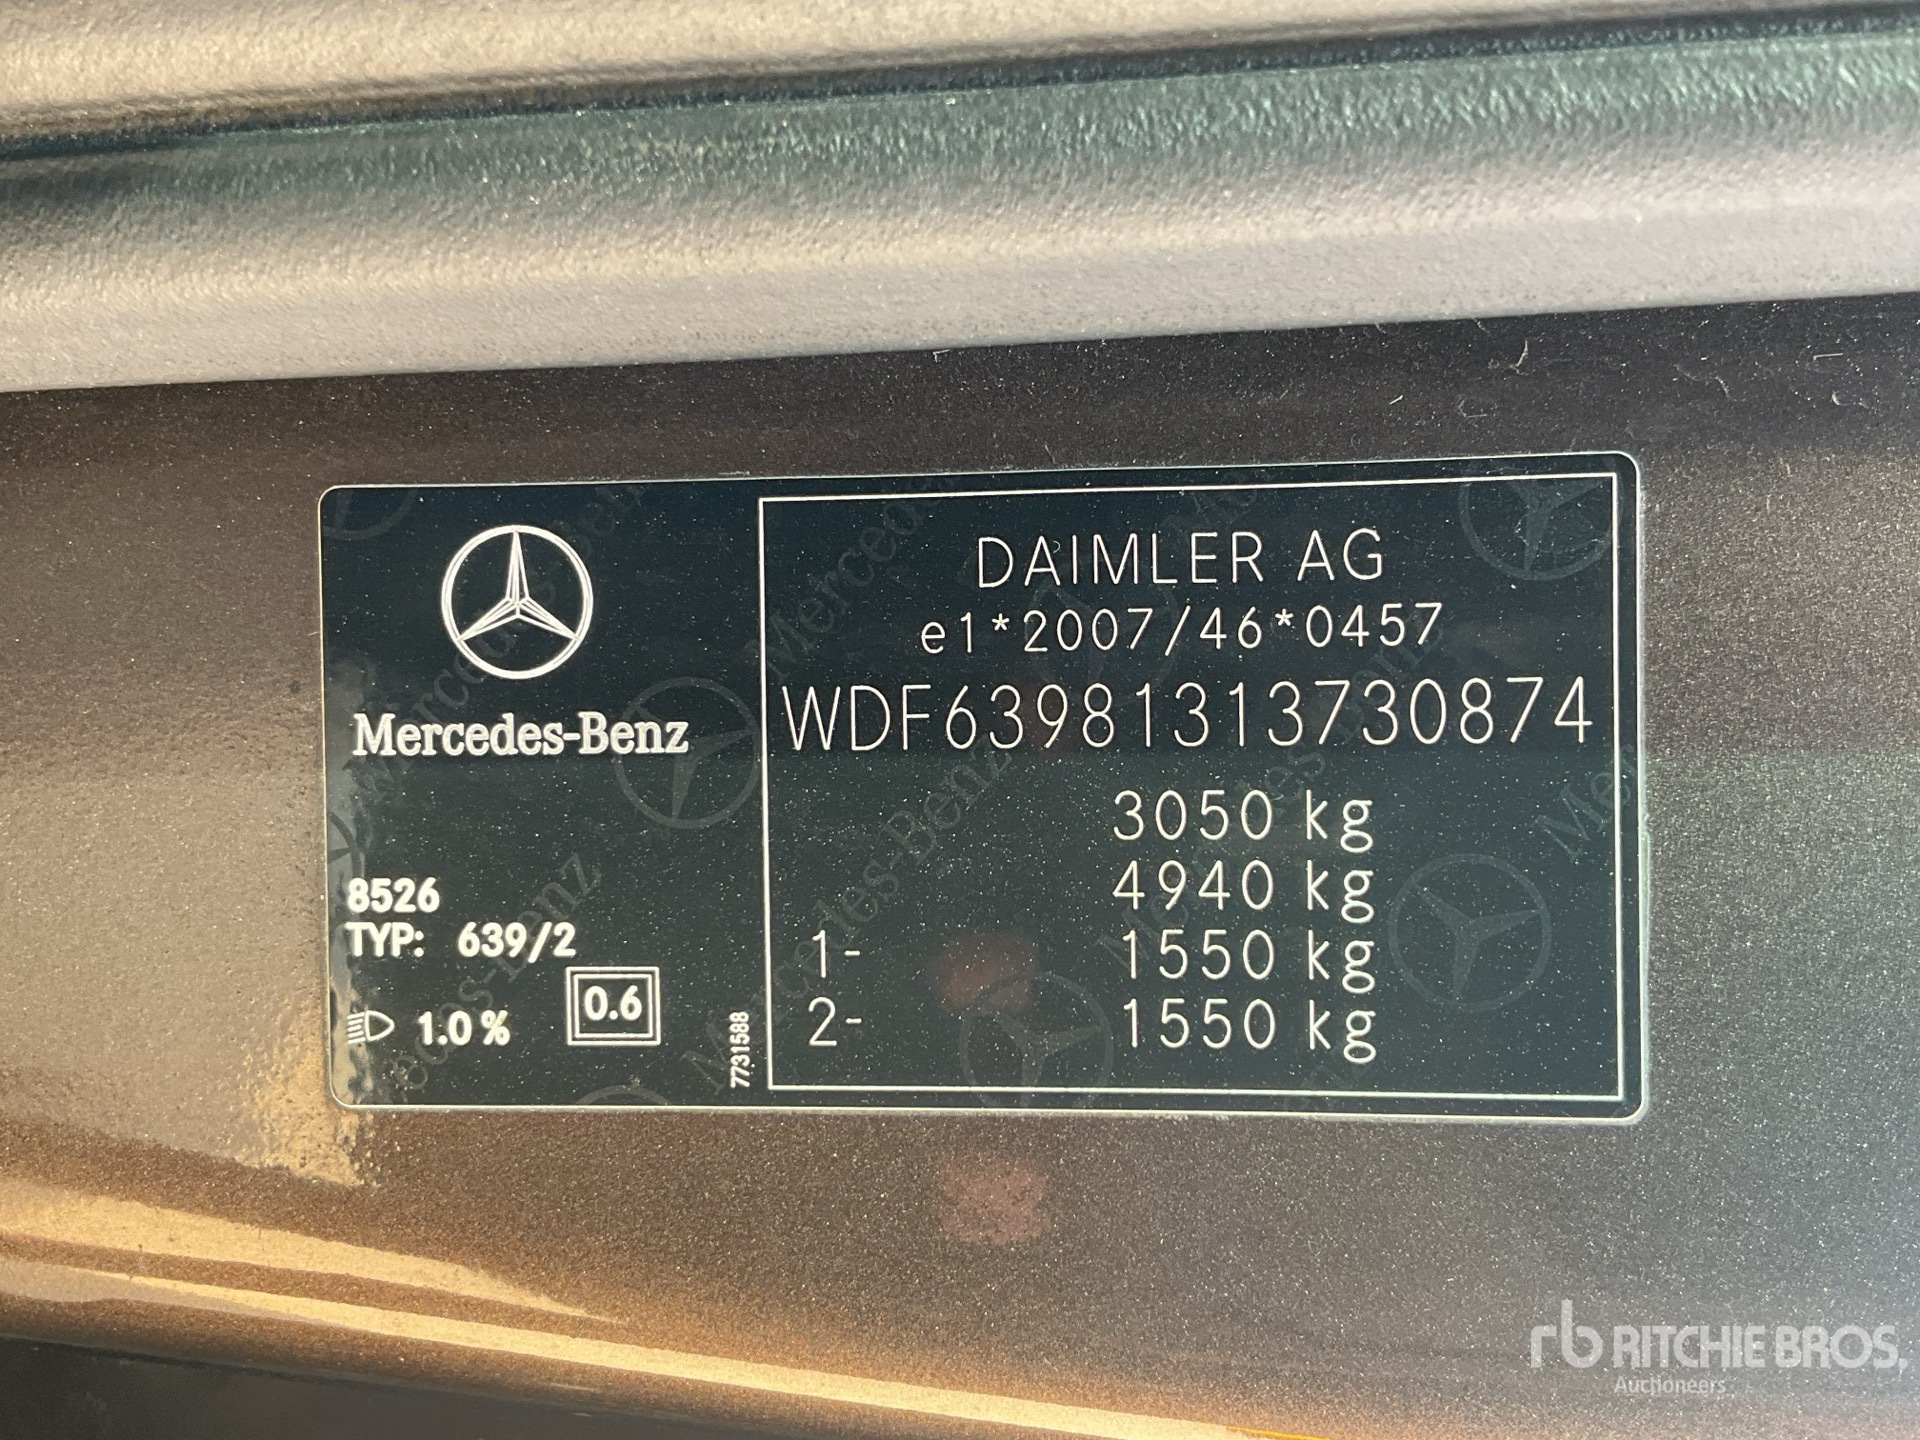 Mercedes-Benz
8526
TYP: 639/2
1.0 %
0.6
7731588
DAIMLER AG
e1*2007/46*0457
WDF63981313730874
3050 kg
4940 kg
1- 1550 kg
2- 1550 kg
rb RITCHIE BROS.
Auctioneers